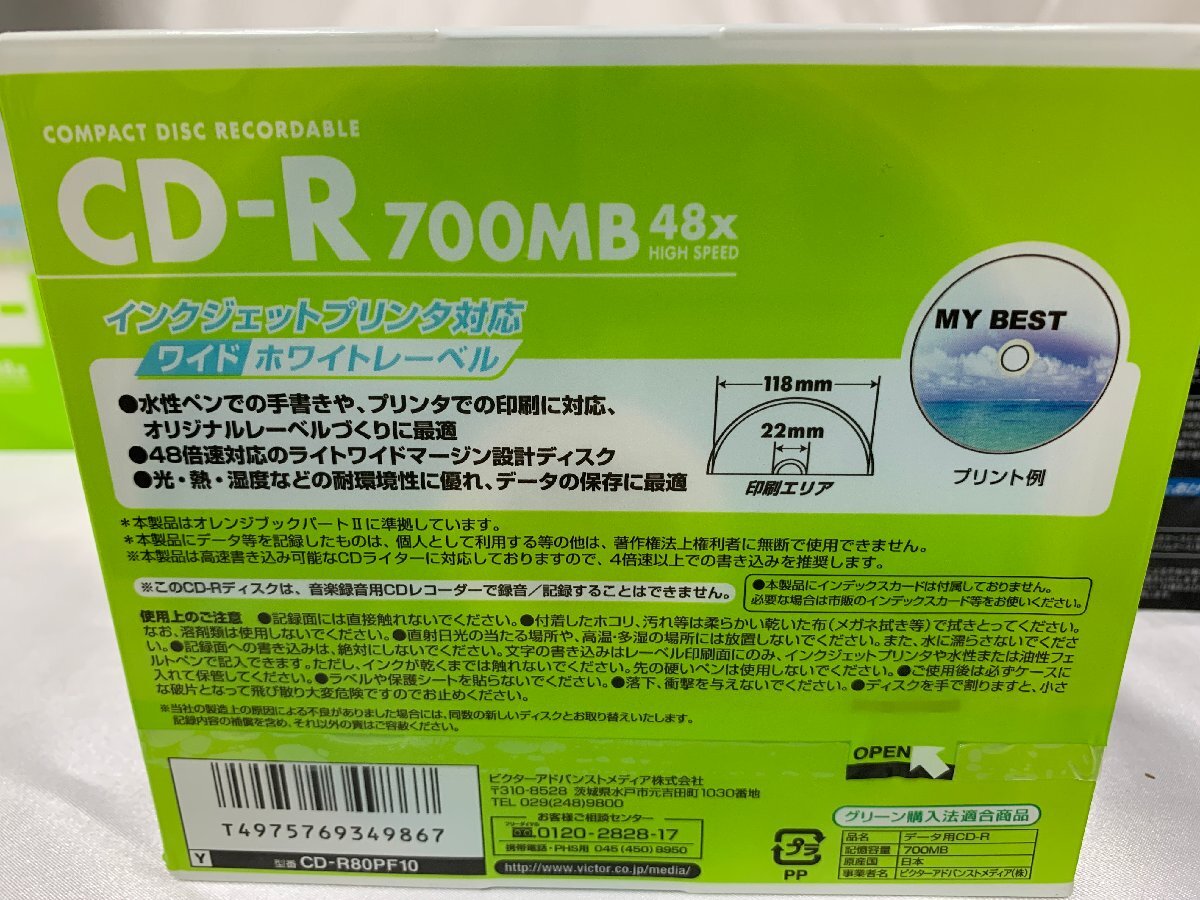 COMPACT DISC RECORDABLE
CD-R 700MB 48x
HIGH SPEED
インクジェットプリンタ対応
ワイド ホワイトレーベル
●水性ペンでの手書きや、プリンタでの印刷に対応、
オリジナルレーベルづくりに最適
●48倍速対応のライトワイドマージン設計ディスク
●光・熱・湿度などの耐環境性に優れ、データの保存に最適
118mm
22mm
印刷エリア
MY BEST
プリント例
＊本製品はオレンジブックパートⅡに準拠しています。
＊本製品にデータ等を記録したものは、個人として利用する等の他は、著作権法上権利者に無断で使用できません。
※本製品は高速書き込み可能なCDライターに対応しておりますので、4倍速以上での書き込みを推奨します。
※このCD-Rディスクは、音楽録音用CDレコーダーで録音／記録することはできません。
●本製品にインデックスカードは付属しておりません。
必要な場合は市販のインデックスカード等をお使いください。
使用上のご注意 ●記録面には直接触れないでください。●付着したホコリ、汚れ等は柔らかい乾いた布(メガネ拭き等)で拭きとってください。
なお、溶剤類は使用しないでください。●直射日光の当たる場所や、高温・多湿の場所には放置しないでください。また、水に濡らさないでくださ
い。●記録面への書き込みは、絶対にしないでください。文字の書き込みはレーベル印刷面にのみ、インクジェットプリンタや水性または油性フェ
ルトペンで記入できます。ただし、インクが乾くまでは触れないでください。先の硬いペンは使用しないでください。●ご使用後は必ずケースに
入れて保管してください。●ラベルや保護シートを貼らないでください。●落下、衝撃を与えないでください。●ディスクを手で割りますと、小さ
な破片となって飛び散り大変危険ですのでお止めください。
※当社の製造上の原因による不良がありました場合には、同数の新しいディスクとお取り替えいたします。
記録内容の補償を含め、それ以外の責はご容赦ください。
OPEN
T4975769349867
Y 型番 CD-R80PF10
ビクターアドバンストメディア株式会社
〒310-8528 茨城県水戸市元吉田町1030番地
TEL 029(248)9800
お客様ご相談センター
フリーダイヤル
0120-2828-17
携帯電話・PHS用 045(450)8950
http://www.victor.co.jp/media/
プラ
PP
グリーン購入法適合商品
品名 データ用CD-R
記憶容量 700MB
原産国 日本
事業者名 ビクターアドバンストメディア(株)